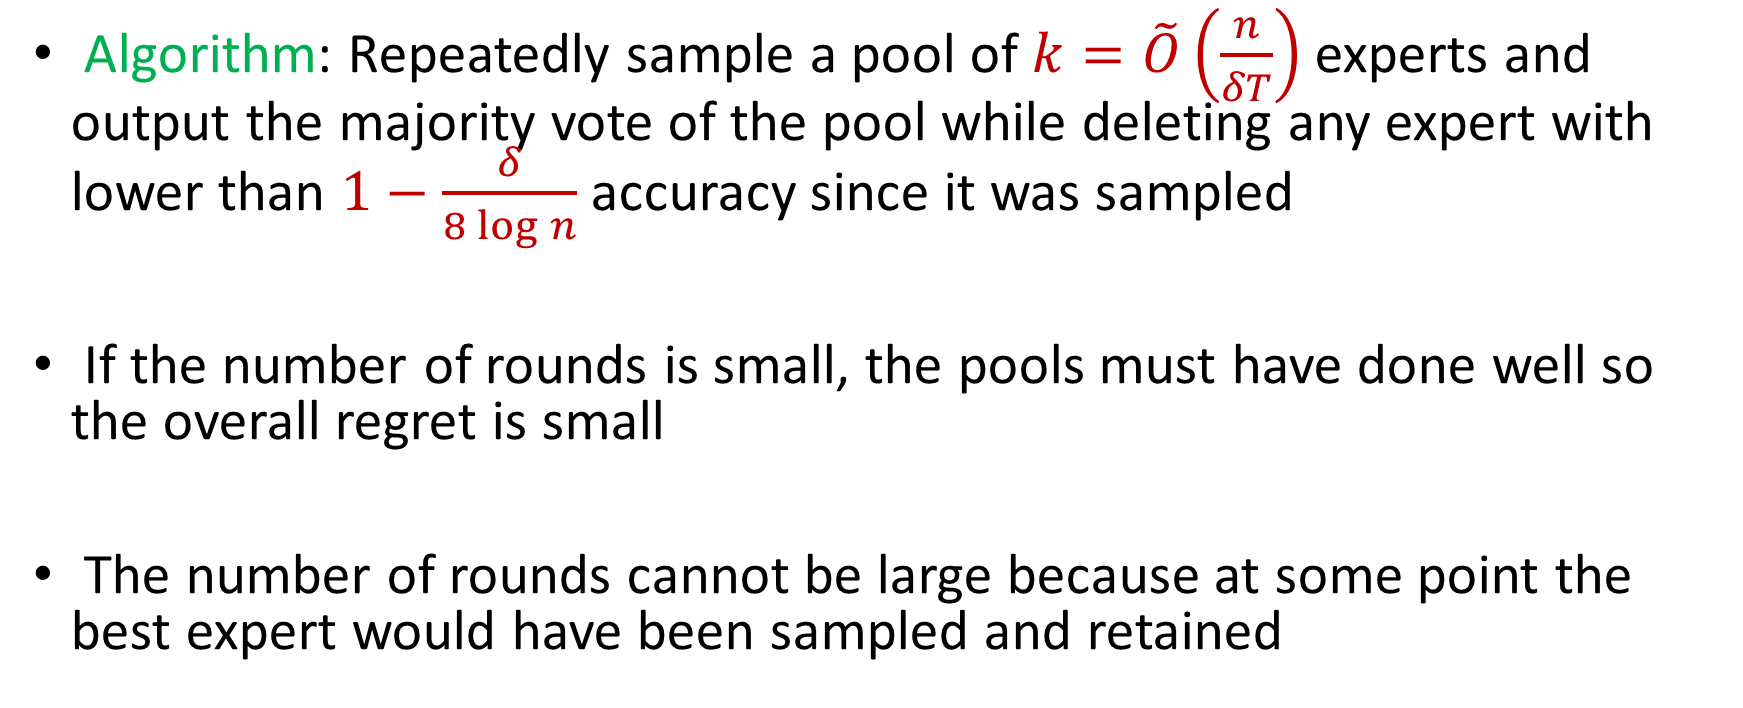 • Algorithm: Repeatedly sample a pool of k = Õ(n/δT) experts and
output the majority vote of the pool while deleting any expert with
lower than 1 − δ/(8 log n) accuracy since it was sampled
• If the number of rounds is small, the pools must have done well so
the overall regret is small
• The number of rounds cannot be large because at some point the
best expert would have been sampled and retained